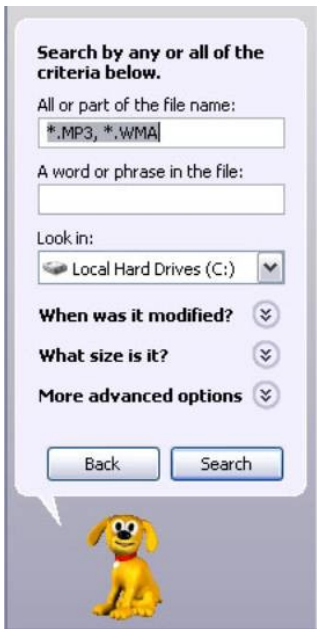 Search by any or all of the
criteria below.
All or part of the file name:
*.MP3, *.WMA
A word or phrase in the file:
Look in:
Local Hard Drives (C:)
When was it modified?
What size is it?
More advanced options
Back
Search